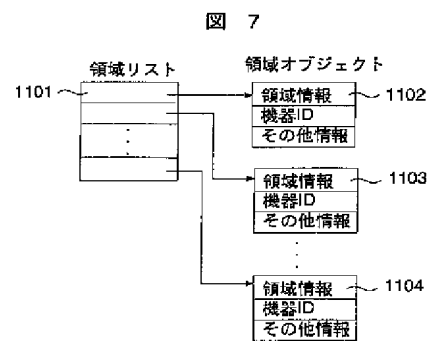 図 7
領域リスト
領域オブジェクト
1101
領域情報
機器ID
その他情報
1102
領域情報
機器ID
その他情報
1103
領域情報
機器ID
その他情報
1104